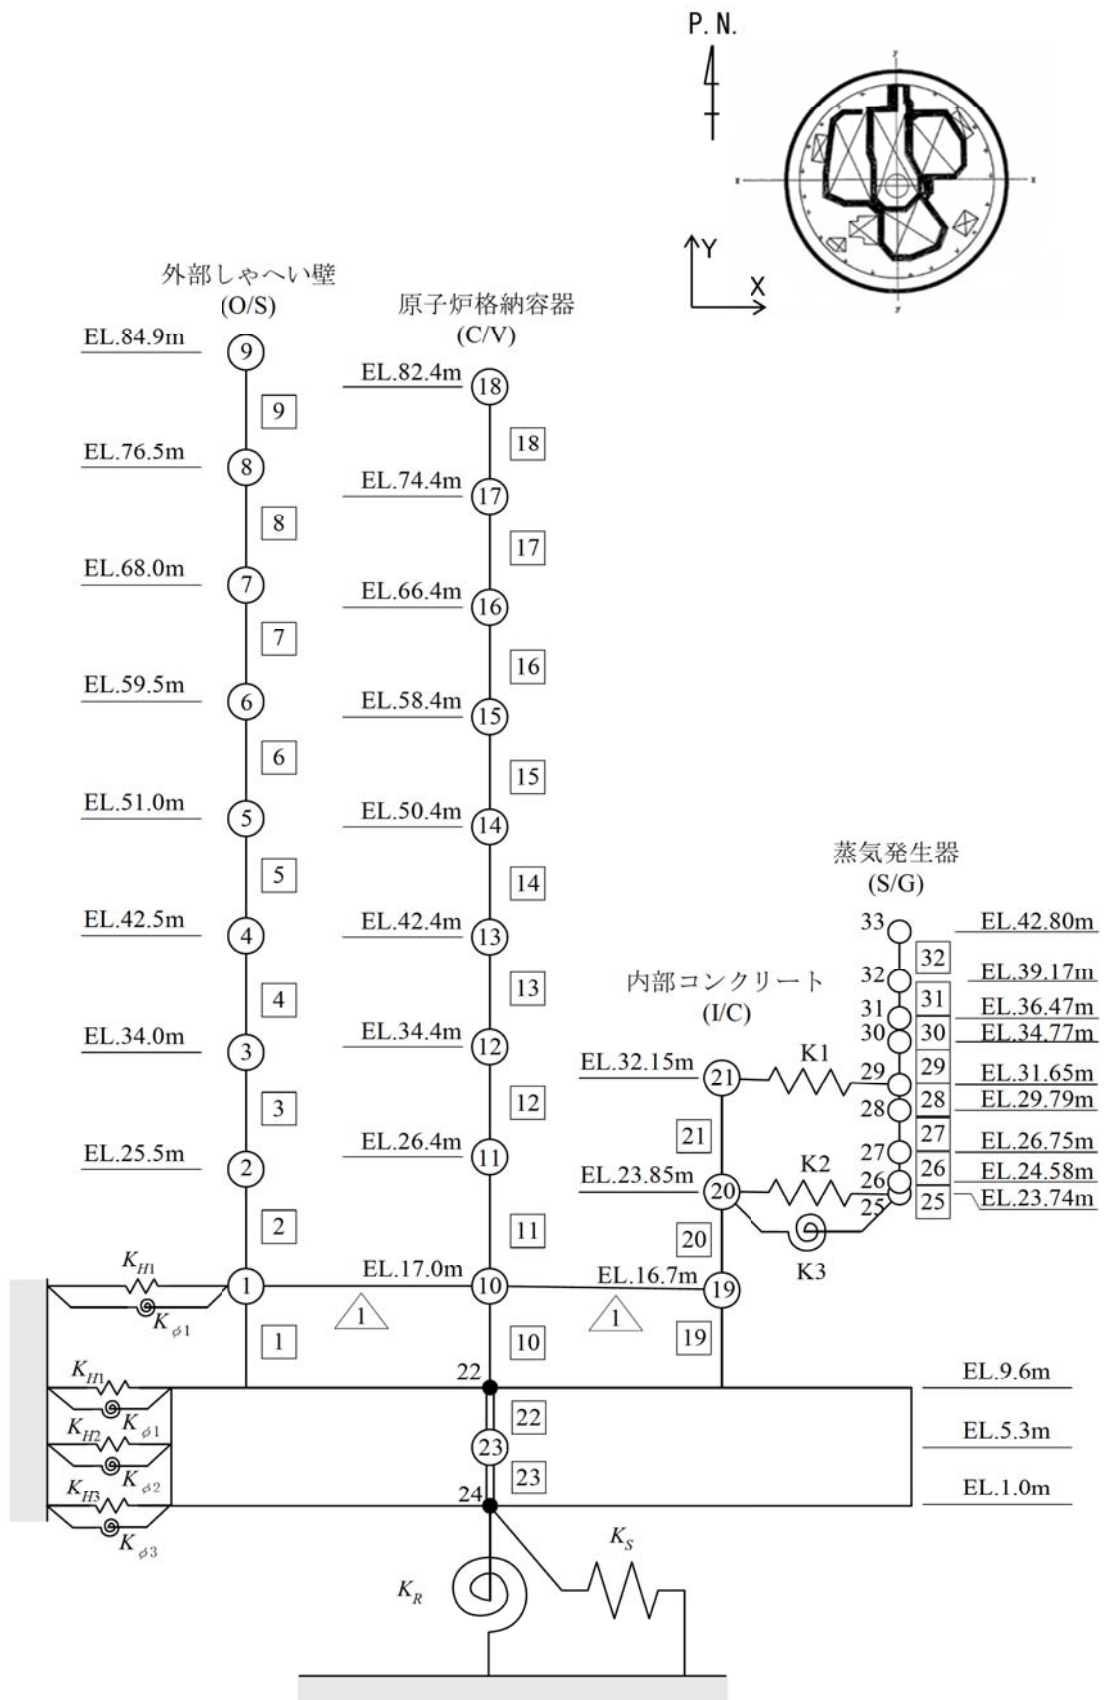 P. N.
y
x
x
y
Y
X
外部しゃへい壁
(O/S)
原子炉格納容器
(C/V)
EL.84.9m
9
EL.82.4m
18
9
18
EL.76.5m
8
EL.74.4m
17
8
17
EL.68.0m
7
EL.66.4m
16
7
16
EL.59.5m
6
EL.58.4m
15
6
15
EL.51.0m
5
EL.50.4m
14
5
14
EL.42.5m
4
EL.42.4m
13
4
13
EL.34.0m
3
EL.34.4m
12
3
12
EL.25.5m
2
EL.26.4m
11
2
11
蒸気発生器
(S/G)
33
EL.42.80m
32
32
EL.39.17m
31
31
EL.36.47m
30
30
EL.34.77m
29
29
EL.31.65m
28
28
EL.29.79m
27
27
EL.26.75m
26
26
EL.24.58m
25
25
EL.23.74m
内部コンクリート
(I/C)
EL.32.15m
21
K1
21
EL.23.85m
20
K2
20
K3
KH1
Kφ1
1
EL.17.0m
10
EL.16.7m
19
1
1
1
10
19
KH1
Kφ1
22
EL.9.6m
22
KH2
Kφ2
23
EL.5.3m
23
KH3
Kφ3
24
EL.1.0m
KR
KS